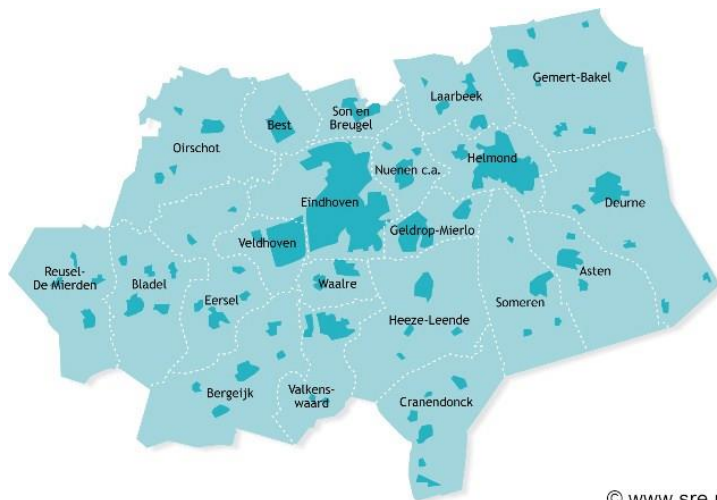 Gemert-Bakel
Laarbeek
Son en
Breugel
Best
Oirschot
Helmond
Nuenen c.a.
Deurne
Eindhoven
Geldrop-Mierlo
Veldhoven
Reusel-
De Mierden
Bladel
Asten
Waalre
Eersel
Someren
Heeze-Leende
Bergeijk
Valkens-
waard
Cranendonck
© www.sre.